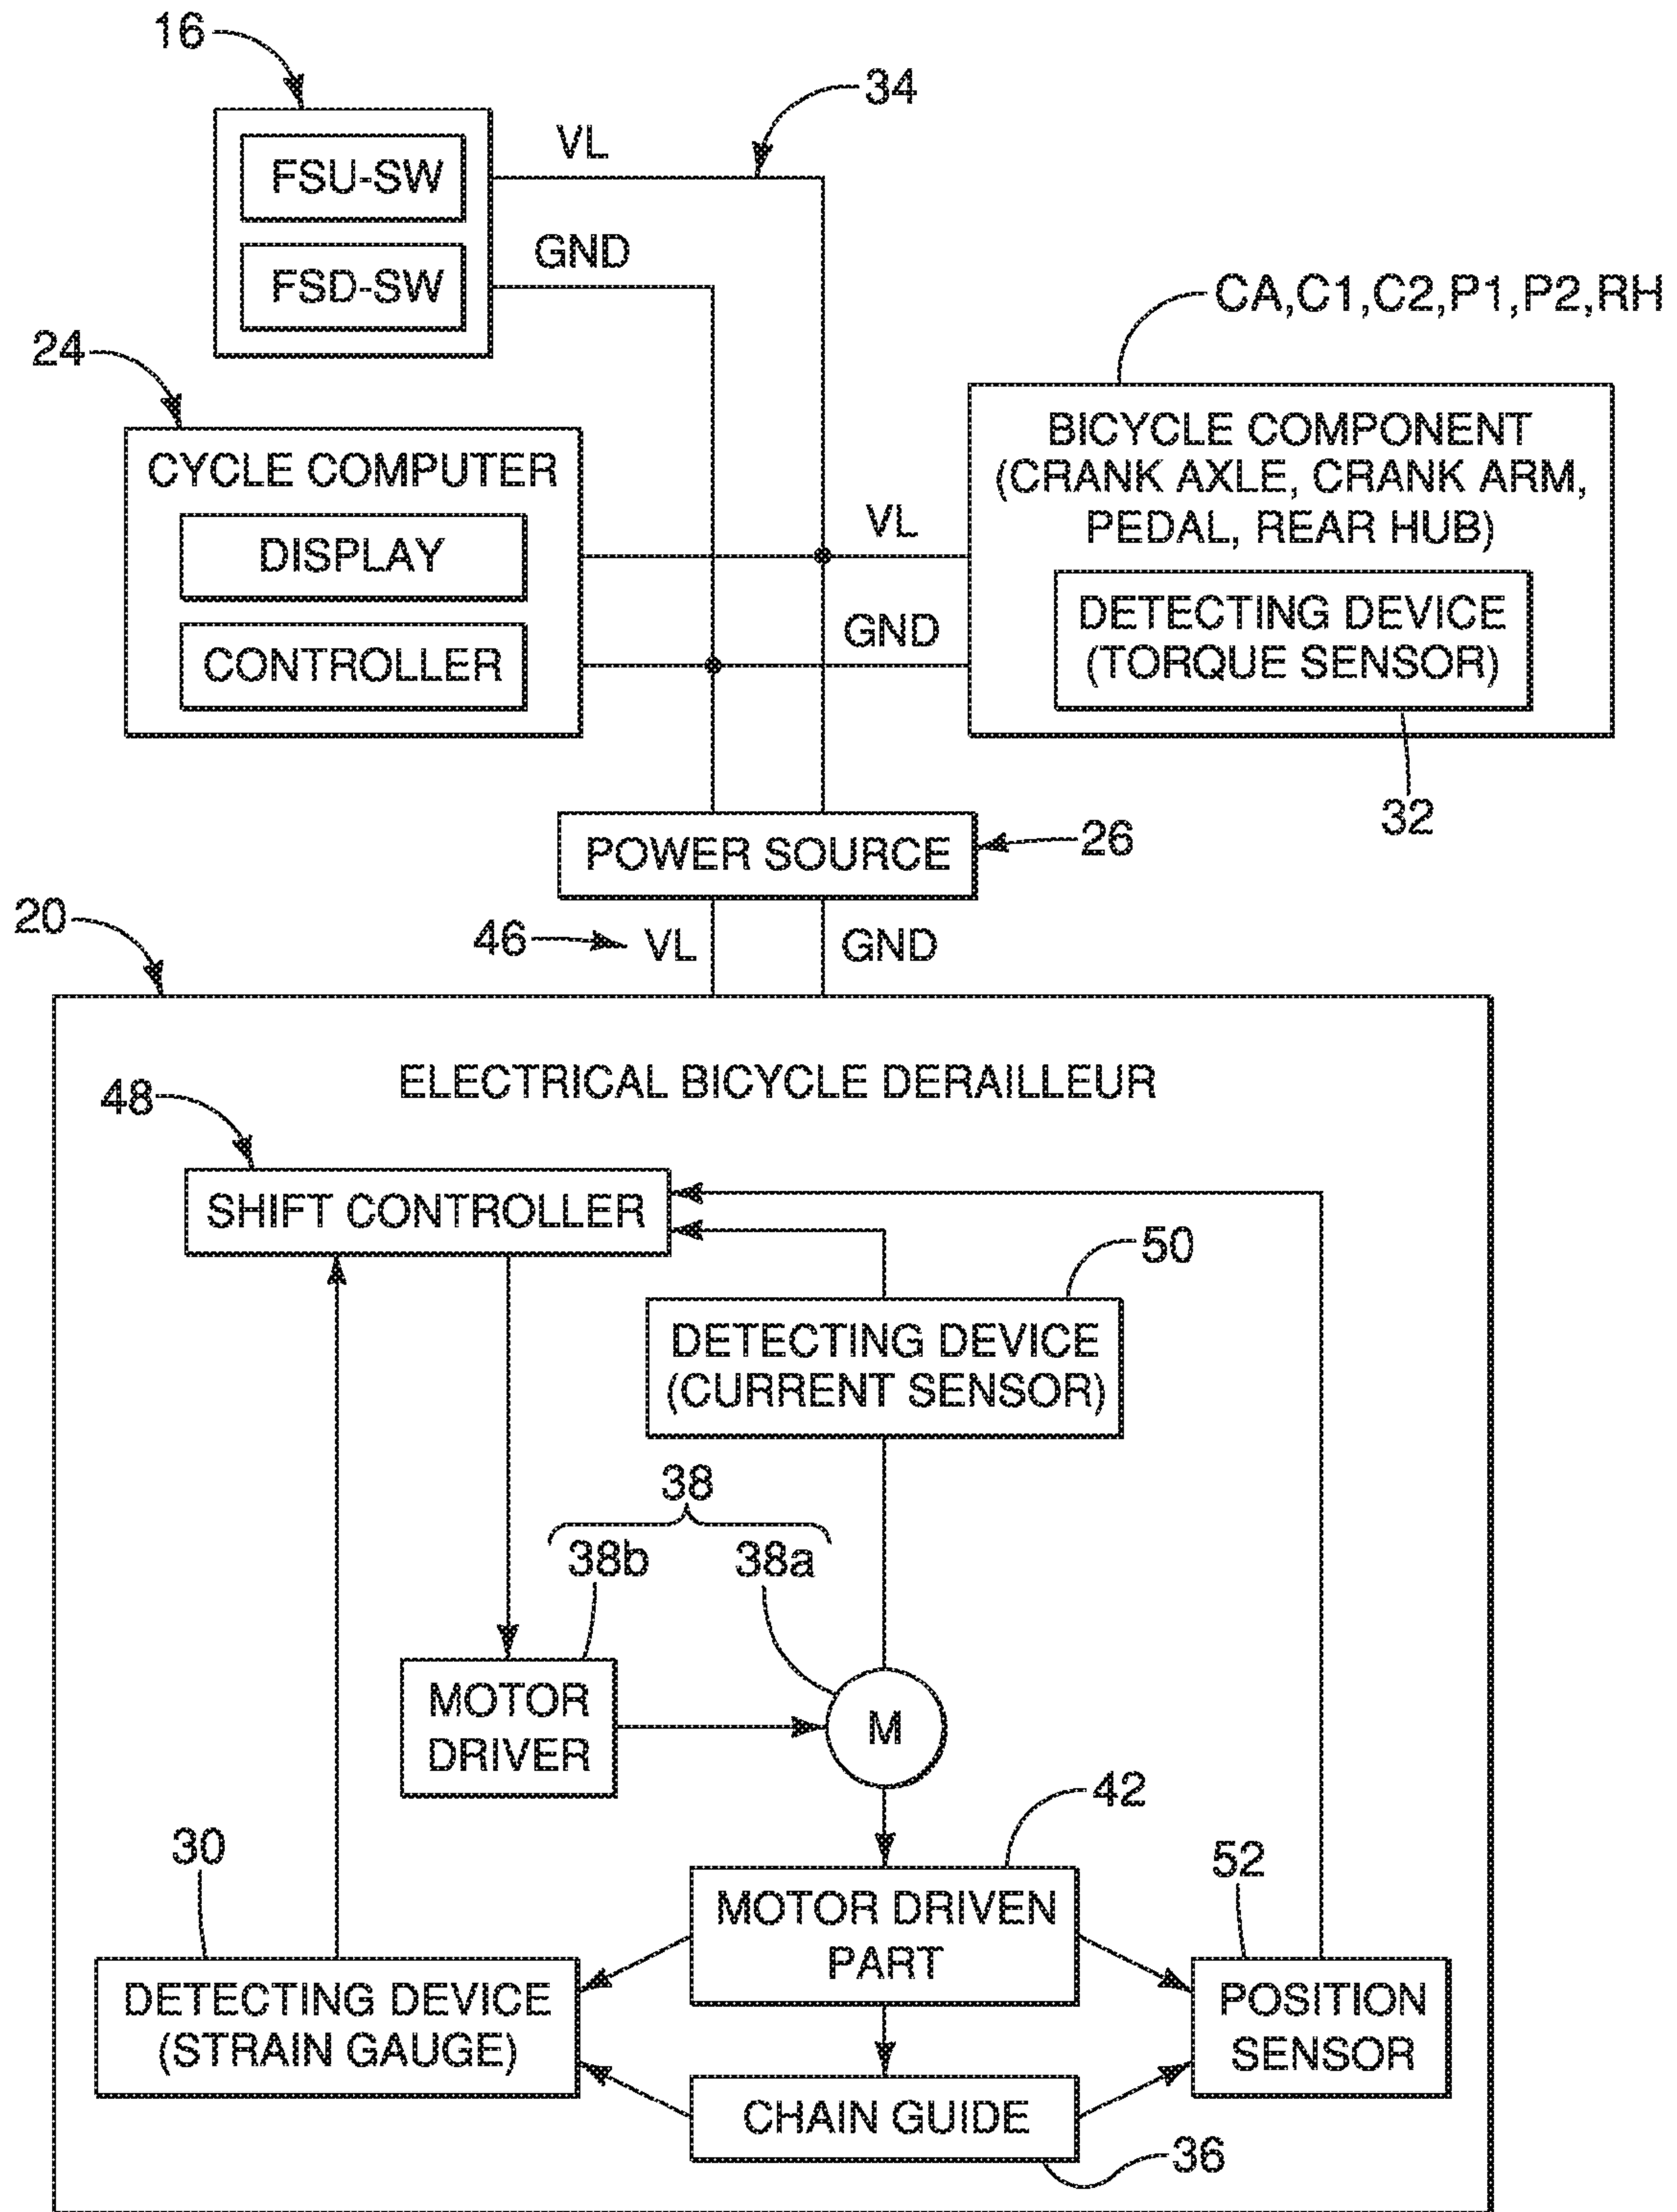 16
34
VL
FSU-SW
GND
FSD-SW
CA,C1,C2,P1,P2,RH
24
CYCLE COMPUTER
DISPLAY
CONTROLLER
VL
GND
BICYCLE COMPONENT
(CRANK AXLE, CRANK ARM,
PEDAL, REAR HUB)
DETECTING DEVICE
(TORQUE SENSOR)
32
POWER SOURCE
26
20
46
VL
GND
ELECTRICAL BICYCLE DERAILLEUR
48
SHIFT CONTROLLER
50
DETECTING DEVICE
(CURRENT SENSOR)
38
38b
38a
MOTOR
DRIVER
M
42
30
52
MOTOR DRIVEN
PART
DETECTING DEVICE
(STRAIN GAUGE)
POSITION
SENSOR
CHAIN GUIDE
36